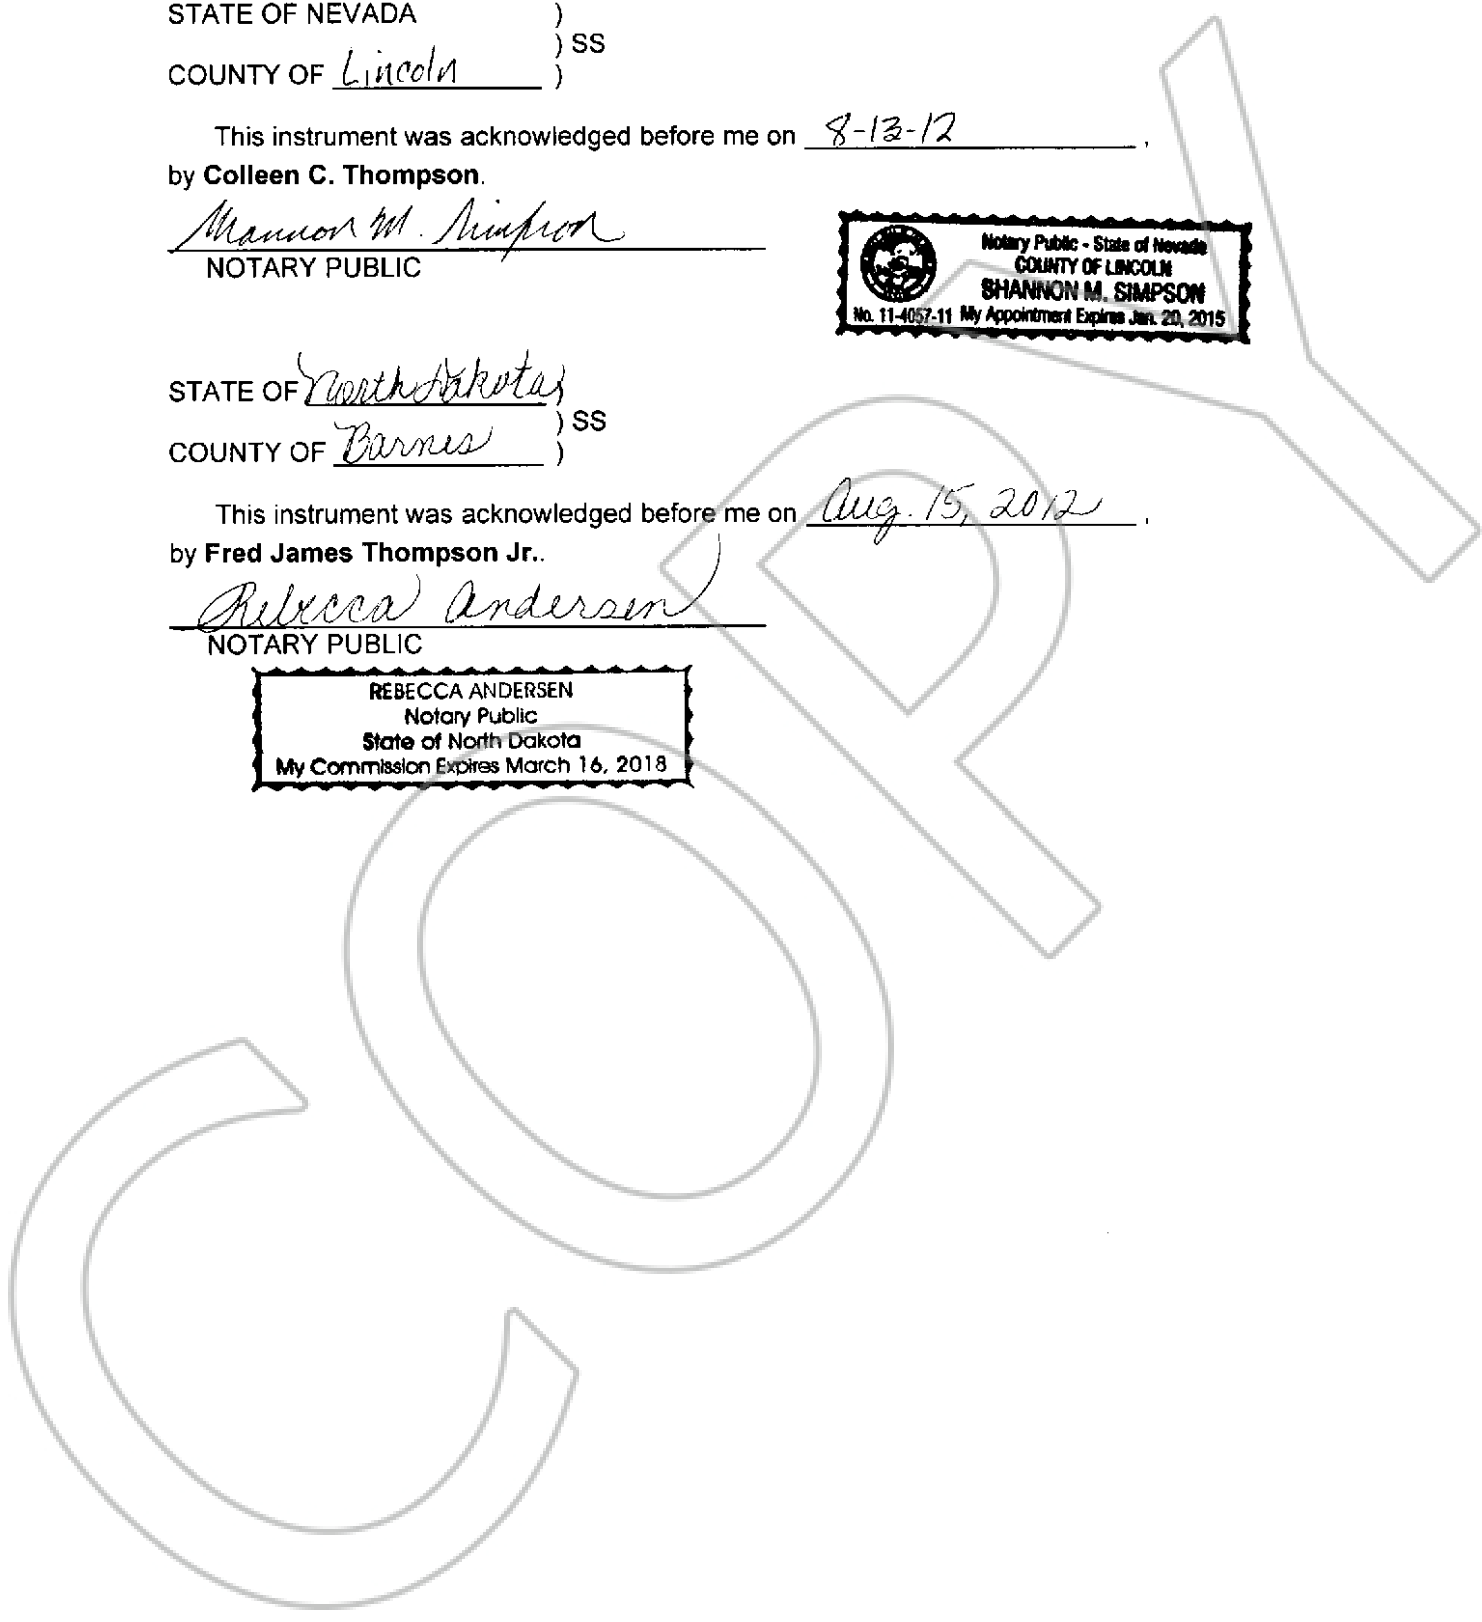 STATE OF NEVADA )
) SS
COUNTY OF Lincoln )
This instrument was acknowledged before me on 8-13-12 ,
by Colleen C. Thompson.
Shannon M. Simpson
NOTARY PUBLIC
Notary Public - State of Nevada
COUNTY OF LINCOLN
SHANNON M. SIMPSON
No. 11-4057-11 My Appointment Expires Jan. 20, 2015
STATE OF North Dakota )
) SS
COUNTY OF Barnes )
This instrument was acknowledged before me on Aug. 15, 2012 ,
by Fred James Thompson Jr..
Rebecca Andersen
NOTARY PUBLIC
REBECCA ANDERSEN
Notary Public
State of North Dakota
My Commission Expires March 16, 2018
COPY